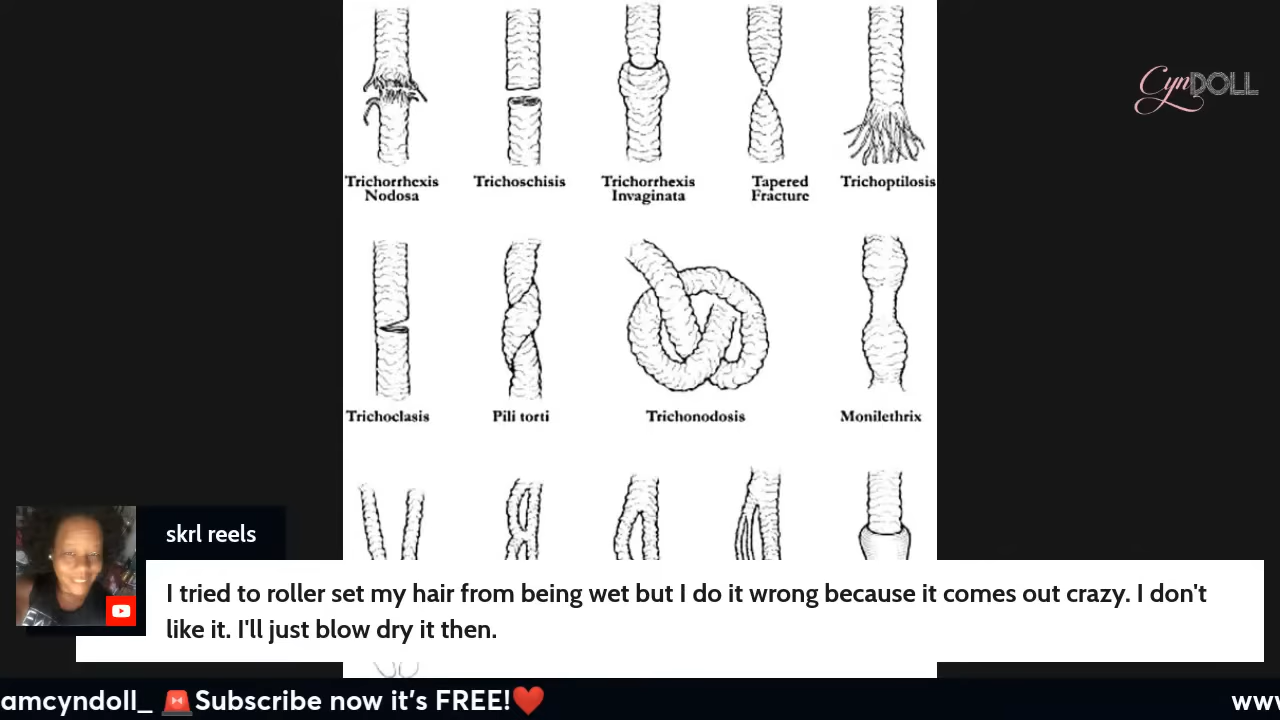 CynDOLL
Trichorrhexis Nodosa
Trichoschisis
Trichorrhexis Invaginata
Tapered Fracture
Trichoptilosis
Trichoclasis
Pili torti
Trichonodosis
Monilethrix
skrl reels
I tried to roller set my hair from being wet but I do it wrong because it comes out crazy. I don't
like it. I'll just blow dry it then.
amcyndoll_ 🚨Subscribe now it's FREE!❤️